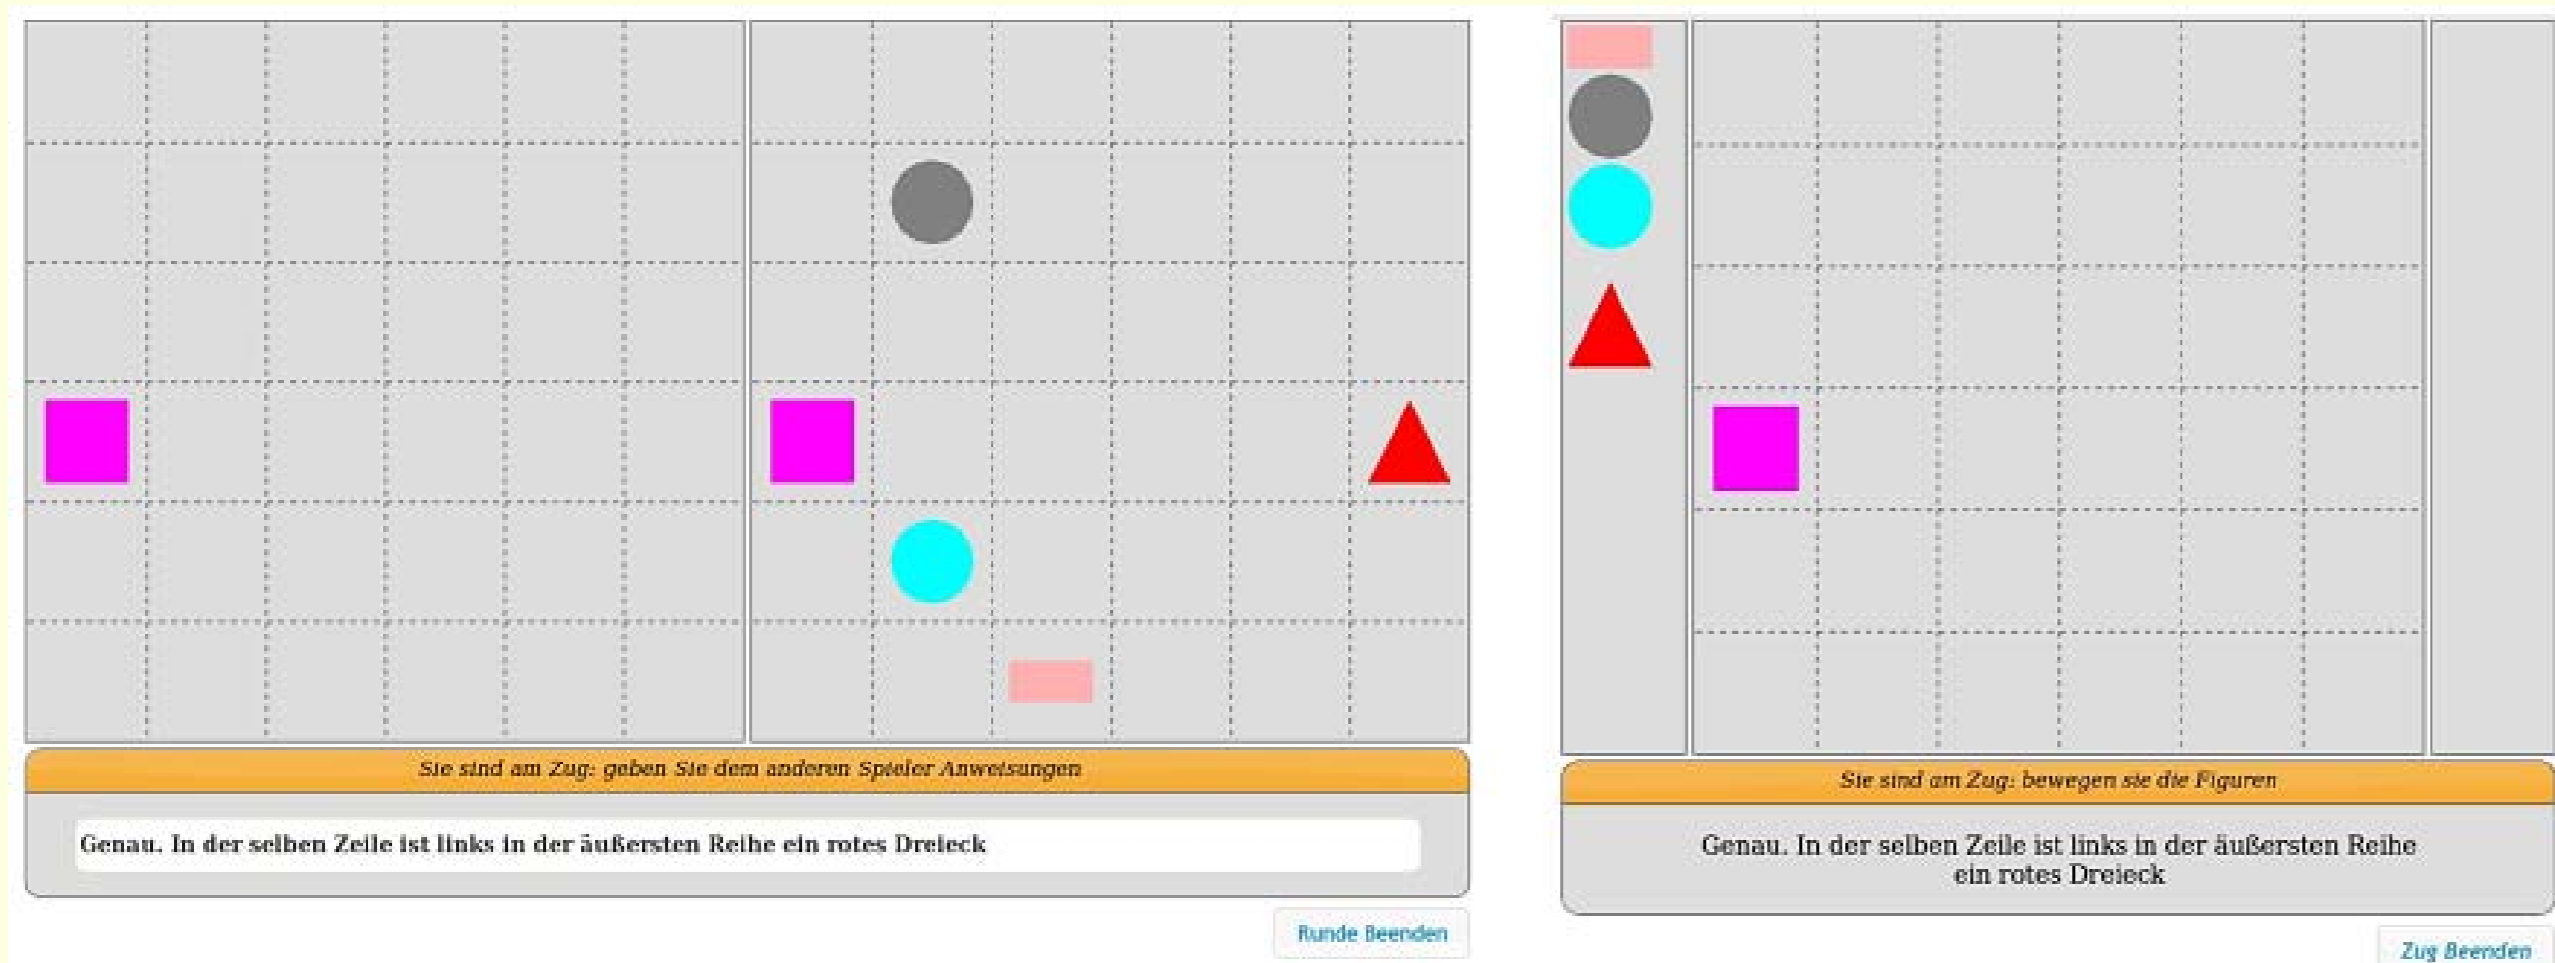 Sie sind am Zug: geben Sie dem anderen Spieler Anweisungen
Genau. In der selben Zeile ist links in der äußersten Reihe ein rotes Dreieck
Runde Beenden
Sie sind am Zug: bewegen sie die Figuren
Genau. In der selben Zeile ist links in der äußersten Reihe
ein rotes Dreieck
Zug Beenden